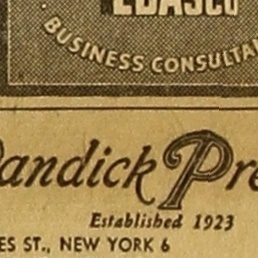 EBASCO
BUSINESS CONSULTA
andick Pre
Established 1923
ES ST., NEW YORK 6